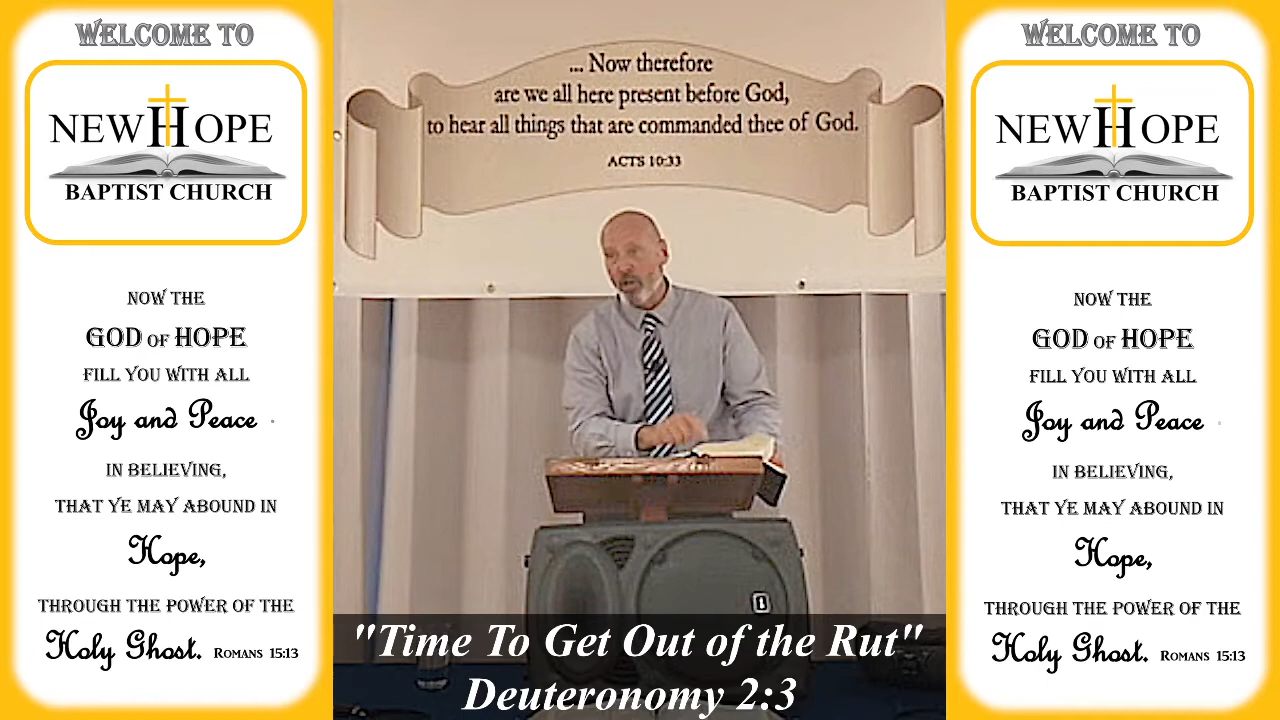 WELCOME TO
NEW HOPE
BAPTIST CHURCH
NOW THE
GOD OF HOPE
FILL YOU WITH ALL
Joy and Peace
IN BELIEVING,
THAT YE MAY ABOUND IN
Hope,
THROUGH THE POWER OF THE
Holy Ghost. ROMANS 15:13
... Now therefore
are we all here present before God,
to hear all things that are commanded thee of God.
ACTS 10:33
"Time To Get Out of the Rut"
Deuteronomy 2:3
WELCOME TO
NEW HOPE
BAPTIST CHURCH
NOW THE
GOD OF HOPE
FILL YOU WITH ALL
Joy and Peace
IN BELIEVING,
THAT YE MAY ABOUND IN
Hope,
THROUGH THE POWER OF THE
Holy Ghost. ROMANS 15:13